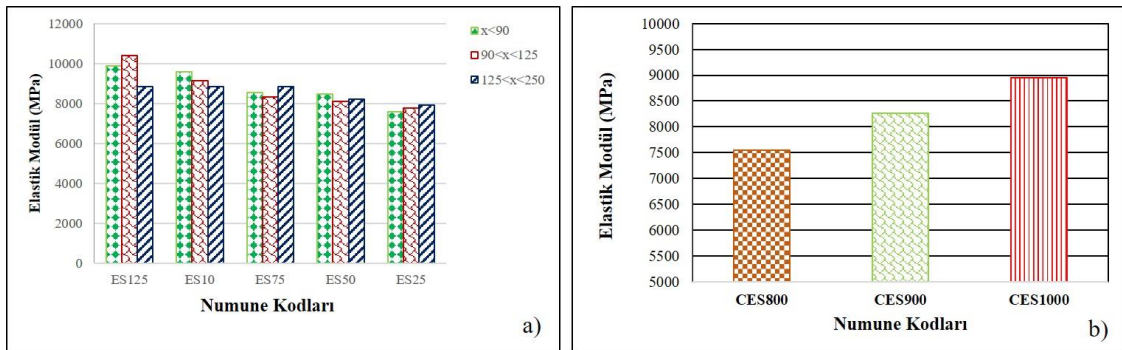 12000
10000
8000
6000
4000
2000
0
Elastik Modül (MPa)
ES125 ES10 ES75 ES50 ES25
Numune Kodları
x<90
90<x<125
125<x<250
a)
10000
9500
9000
8500
8000
7500
7000
6500
6000
5500
5000
Elastik Modül (MPa)
CES800 CES900 CES1000
Numune Kodları
b)